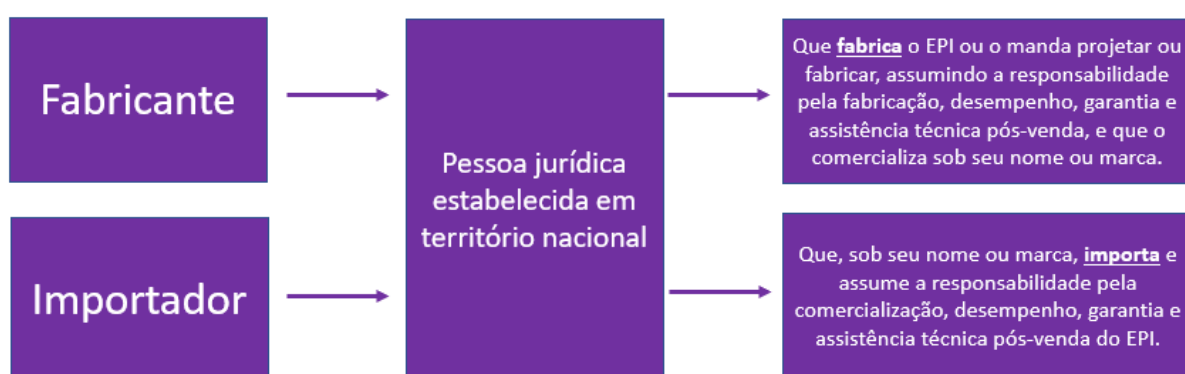 Fabricante
Pessoa jurídica
estabelecida em
território nacional
Que fabrica o EPI ou o manda projetar ou
fabricar, assumindo a responsabilidade
pela fabricação, desempenho, garantia e
assistência técnica pós-venda, e que o
comercializa sob seu nome ou marca.
Importador
Que, sob seu nome ou marca, importa e
assume a responsabilidade pela
comercialização, desempenho, garantia e
assistência técnica pós-venda do EPI.